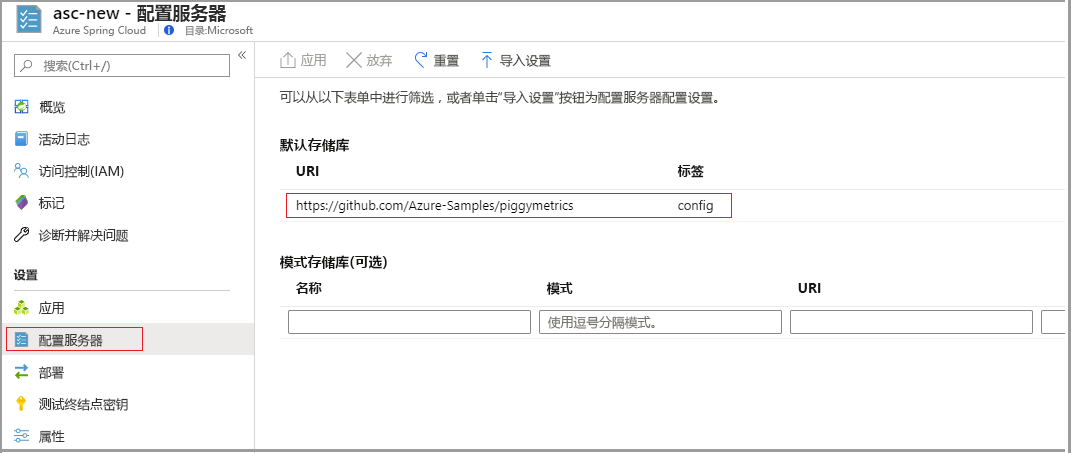 asc-new - 配置服务器
Azure Spring Cloud
目录:Microsoft
搜索(Ctrl+/)
概览
活动日志
访问控制(IAM)
标记
诊断并解决问题
设置
应用
配置服务器
部署
测试终结点密钥
属性
应用 放弃 重置 导入设置
可以从以下表单中进行筛选，或者单击”导入设置”按钮为配置服务器配置设置。
默认存储库
URI 标签
https://github.com/Azure-Samples/piggymetrics config
模式存储库(可选)
名称 模式 URI
使用逗号分隔模式。